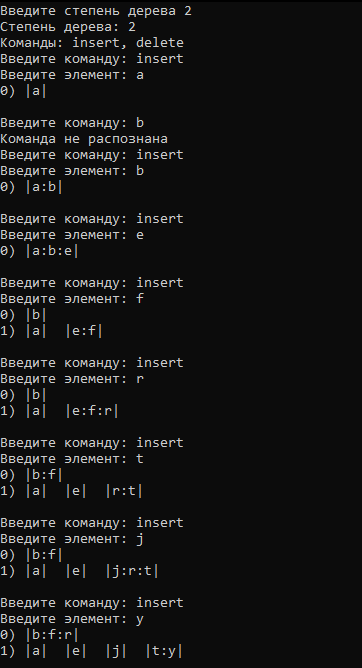 Введите степень дерева 2
Степень дерева: 2
Команды: insert, delete
Введите команду: insert
Введите элемент: a
0) |a|
Введите команду: b
Команда не распознана
Введите команду: insert
Введите элемент: b
0) |a:b|
Введите команду: insert
Введите элемент: e
0) |a:b:e|
Введите команду: insert
Введите элемент: f
0) |b|
1) |a|  |e:f|
Введите команду: insert
Введите элемент: r
0) |b|
1) |a|  |e:f:r|
Введите команду: insert
Введите элемент: t
0) |b:f|
1) |a|  |e|  |r:t|
Введите команду: insert
Введите элемент: j
0) |b:f|
1) |a|  |e|  |j:r:t|
Введите команду: insert
Введите элемент: y
0) |b:f:r|
1) |a|  |e|  |j|  |t:y|